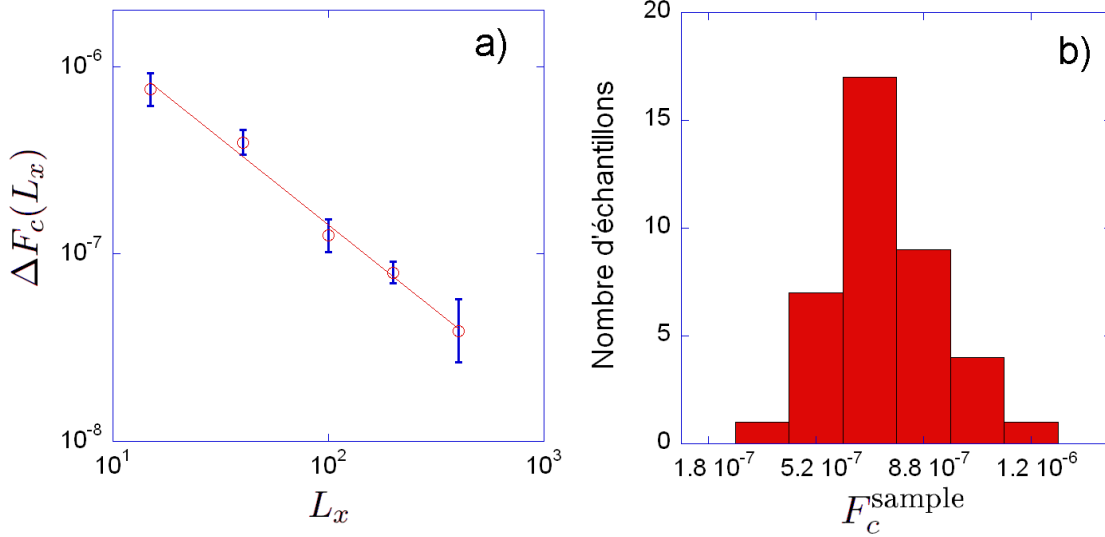 a)
10^-6
10^-7
10^-8
ΔF_c(L_x)
10^1
10^2
10^3
L_x
b)
20
15
10
5
0
Nombre d'échantillons
1.8 10^-7
5.2 10^-7
8.8 10^-7
1.2 10^-6
F_c^sample